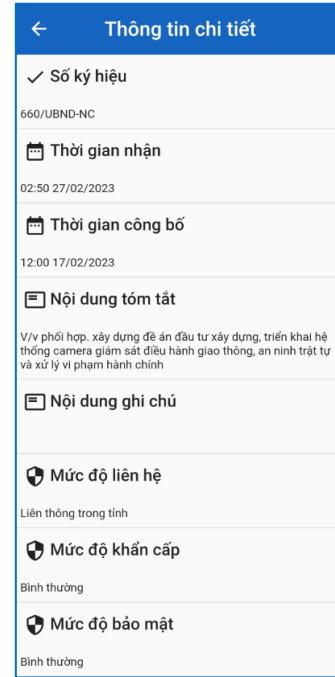 Thông tin chi tiết
Số ký hiệu
660/UBND-NC
Thời gian nhận
02:50 27/02/2023
Thời gian công bố
12:00 17/02/2023
Nội dung tóm tắt
V/v phối hợp. xây dựng đề án đầu tư xây dựng, triển khai hệ
thống camera giám sát điều hành giao thông, an ninh trật tự
và xử lý vi phạm hành chính
Nội dung ghi chú
Mức độ liên hệ
Liên thông trong tỉnh
Mức độ khẩn cấp
Bình thường
Mức độ bảo mật
Bình thường